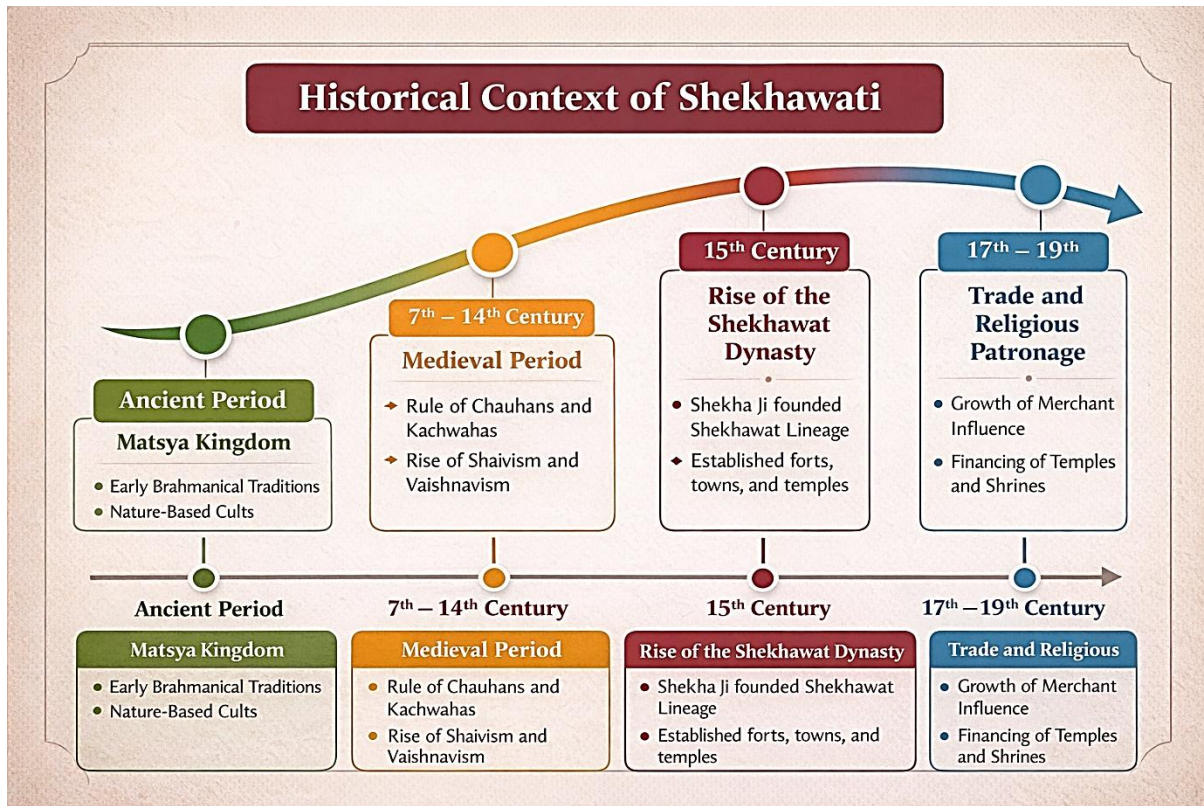 Historical Context of Shekhawati
Ancient Period
Matsya Kingdom
Early Brahmanical Traditions
Nature-Based Cults
7th – 14th Century
Medieval Period
Rule of Chauhans and
Kachwahas
Rise of Shaivism and
Vaishnavism
15th Century
Rise of the
Shekhawat
Dynasty
Shekha Ji founded
Shekhawat Lineage
Established forts,
towns, and temples
17th – 19th
Trade and
Religious
Patronage
Growth of Merchant
Influence
Financing of Temples
and Shrines
Ancient Period
7th – 14th Century
15th Century
17th – 19th Century
Matsya Kingdom
Early Brahmanical Traditions
Nature-Based Cults
Medieval Period
Rule of Chauhans and
Kachwahas
Rise of Shaivism and
Vaishnavism
Rise of the Shekhawat Dynasty
Shekha Ji founded Shekhawat
Lineage
Established forts, towns, and
temples
Trade and Religious
Growth of Merchant
Influence
Financing of Temples
and Shrines